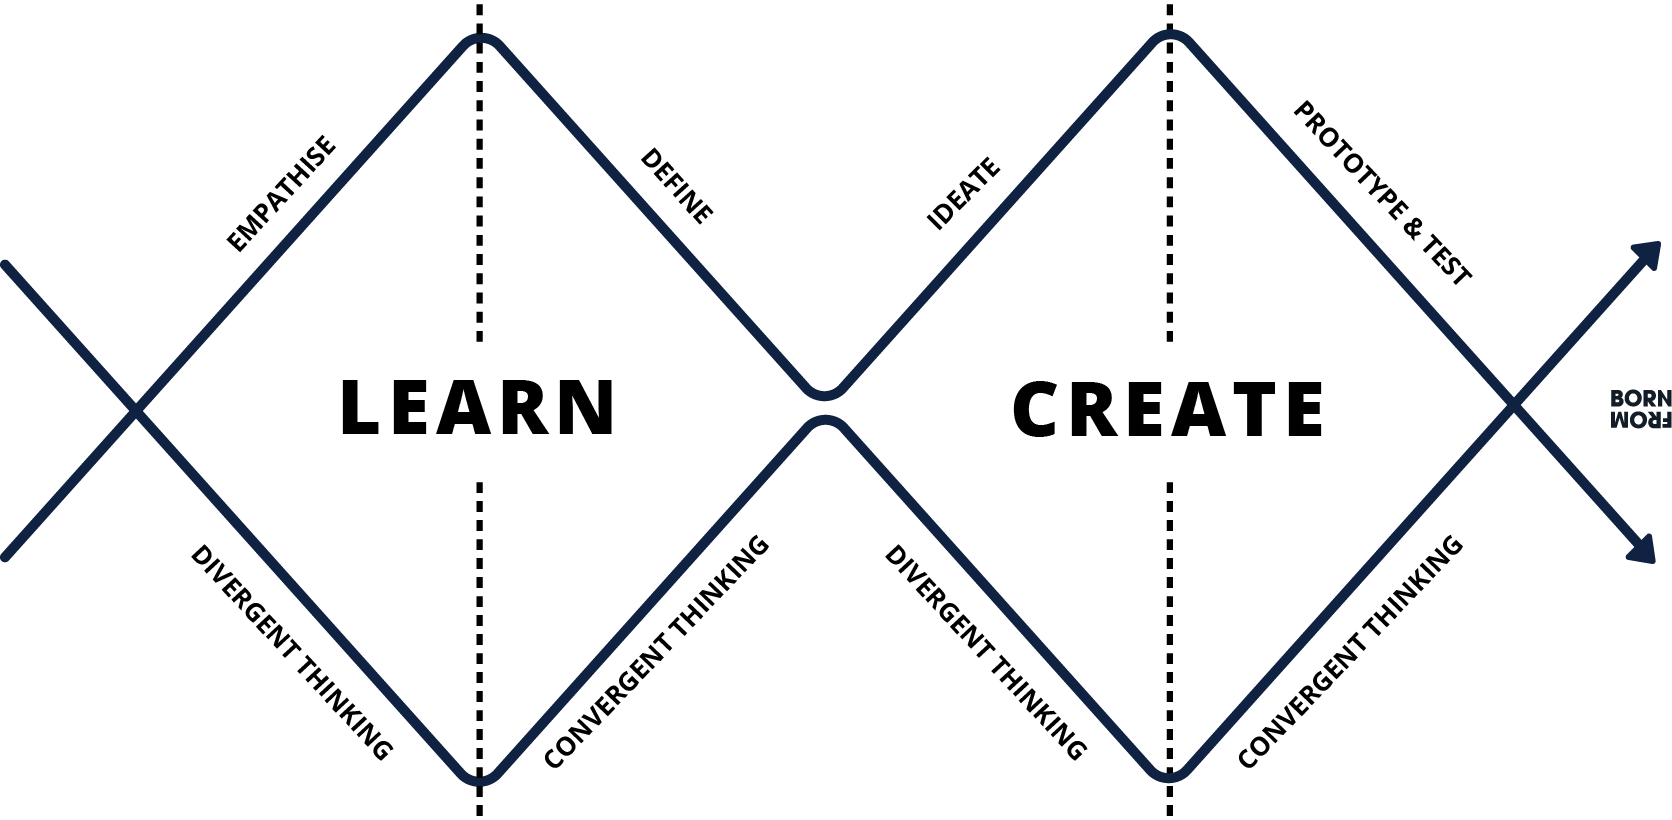 EMPATHISE
DEFINE
IDEATE
PROTOTYPE & TEST
LEARN
CREATE
BORN
FROM
DIVERGENT THINKING
CONVERGENT THINKING
DIVERGENT THINKING
CONVERGENT THINKING